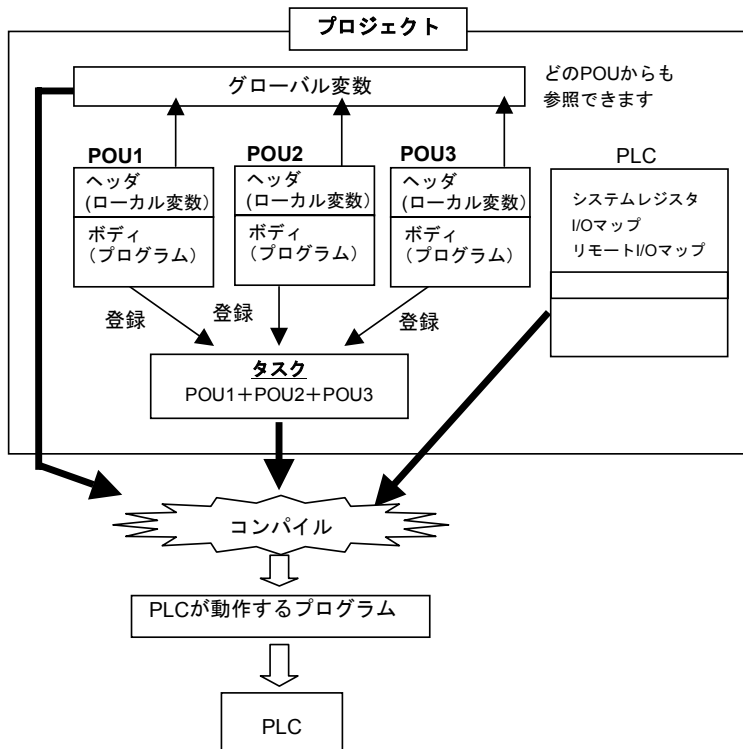 プロジェクト
グローバル変数
どのPOUからも
参照できます
POU1
ヘッダ
(ローカル変数)
ボディ
（プログラム）
POU2
ヘッダ
(ローカル変数)
ボディ
（プログラム）
POU3
ヘッダ
(ローカル変数)
ボディ
（プログラム）
PLC
システムレジスタ
I/Oマップ
リモートI/Oマップ
登録
登録
登録
タスク
POU1＋POU2＋POU3
コンパイル
PLCが動作するプログラム
PLC